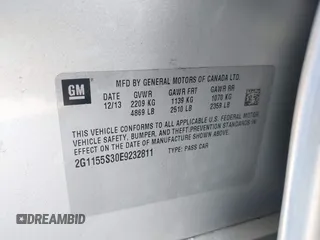 GM
MFD BY GENERAL MOTORS OF CANADA LTD.
DATE GVWR GAWR FRT GAWR RR
12/13 2209 KG 1139 KG 1070 KG
4869 LB 2510 LB 2359 LB
THIS VEHICLE CONFORMS TO ALL APPLICABLE U.S. FEDERAL MOTOR
VEHICLE SAFETY, BUMPER, AND THEFT PREVENTION STANDARDS IN
EFFECT ON THE DATE OF MANUFACTURE SHOWN ABOVE.
2G1155S30E9232811 TYPE: PASS CAR
DREAMBID